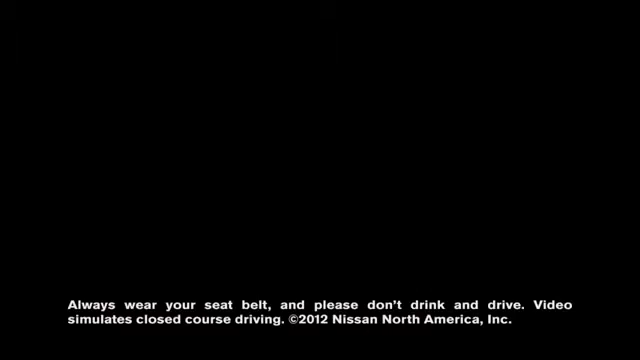 Always wear your seat belt, and please don't drink and drive. Video
simulates closed course driving. ©2012 Nissan North America, Inc.